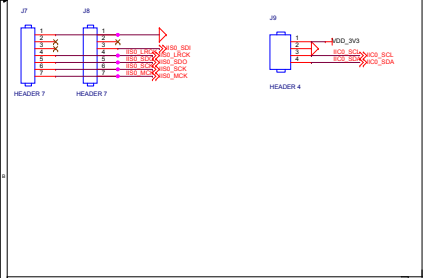 J7
J8
J9
1
2
3
4
5
6
7
1
2
3
4
5
6
7
IIS0_SDI
IIS0_LRCK
IIS0_LRCK
IIS0_SDO
IIS0_SDO
IIS0_SCK
IIS0_SCK
IIS0_MCK
IIS0_MCK
1
2
3
4
VDD_3V3
IIC0_SCL
IIC0_SCL
IIC0_SDA
IIC0_SDA
HEADER 7
HEADER 7
HEADER 4
B